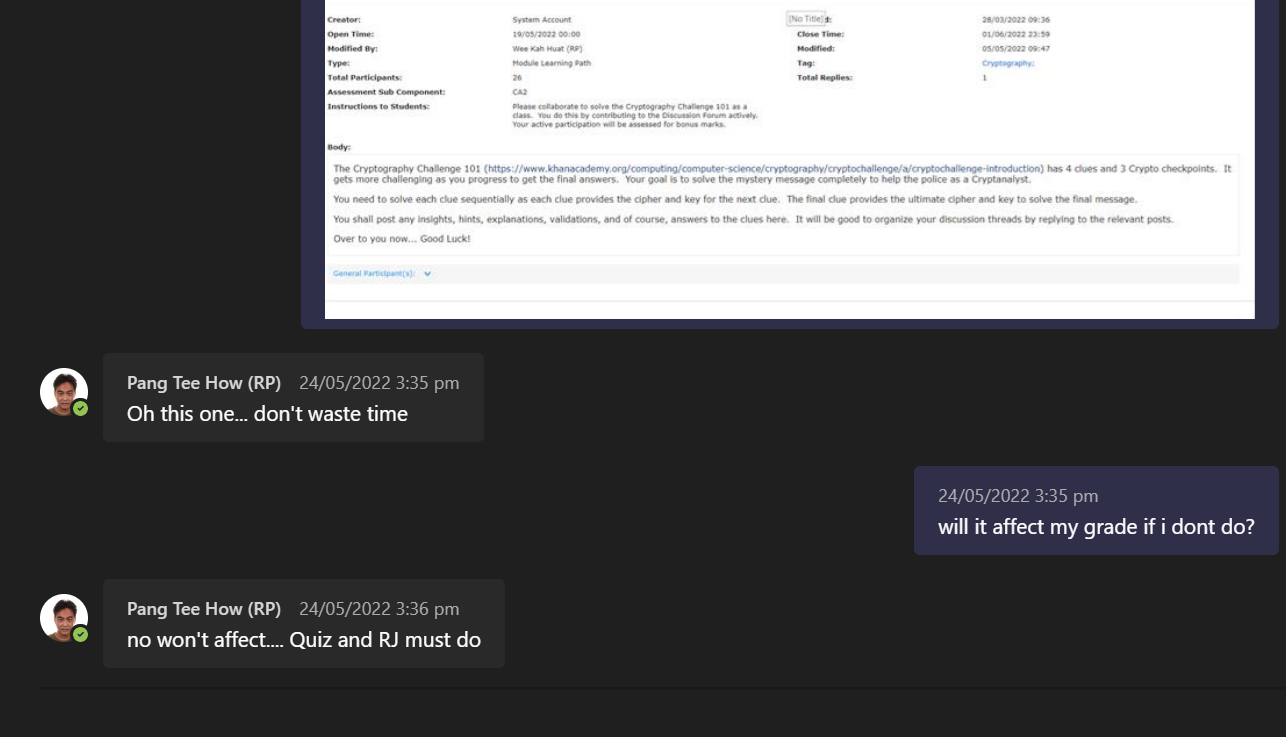 Creator: System Account [No Title]d: 28/03/2022 09:36
Open Time: 19/05/2022 00:00 Close Time: 01/06/2022 23:59
Modified By: Wee Kah Huat (RP) Modified: 05/05/2022 09:47
Type: Module Learning Path Tag: Cryptography;
Total Participants: 26 Total Replies: 1
Assessment Sub Component: CA2
Instructions to Students: Please collaborate to solve the Cryptography Challenge 101 as a
class. You do this by contributing to the Discussion Forum actively.
Your active participation will be assessed for bonus marks.
Body:
The Cryptography Challenge 101 (https://www.khanacademy.org/computing/computer-science/cryptography/cryptochallenge/a/cryptochallenge-introduction) has 4 clues and 3 Crypto checkpoints. It
gets more challenging as you progress to get the final answers. Your goal is to solve the mystery message completely to help the police as a Cryptanalyst.
You need to solve each clue sequentially as each clue provides the cipher and key for the next clue. The final clue provides the ultimate cipher and key to solve the final message.
You shall post any insights, hints, explanations, validations, and of course, answers to the clues here. It will be good to organize your discussion threads by replying to the relevant posts.
Over to you now... Good Luck!
General Participant(s):
Pang Tee How (RP) 24/05/2022 3:35 pm
Oh this one... don't waste time
24/05/2022 3:35 pm
will it affect my grade if i dont do?
Pang Tee How (RP) 24/05/2022 3:36 pm
no won't affect.... Quiz and RJ must do